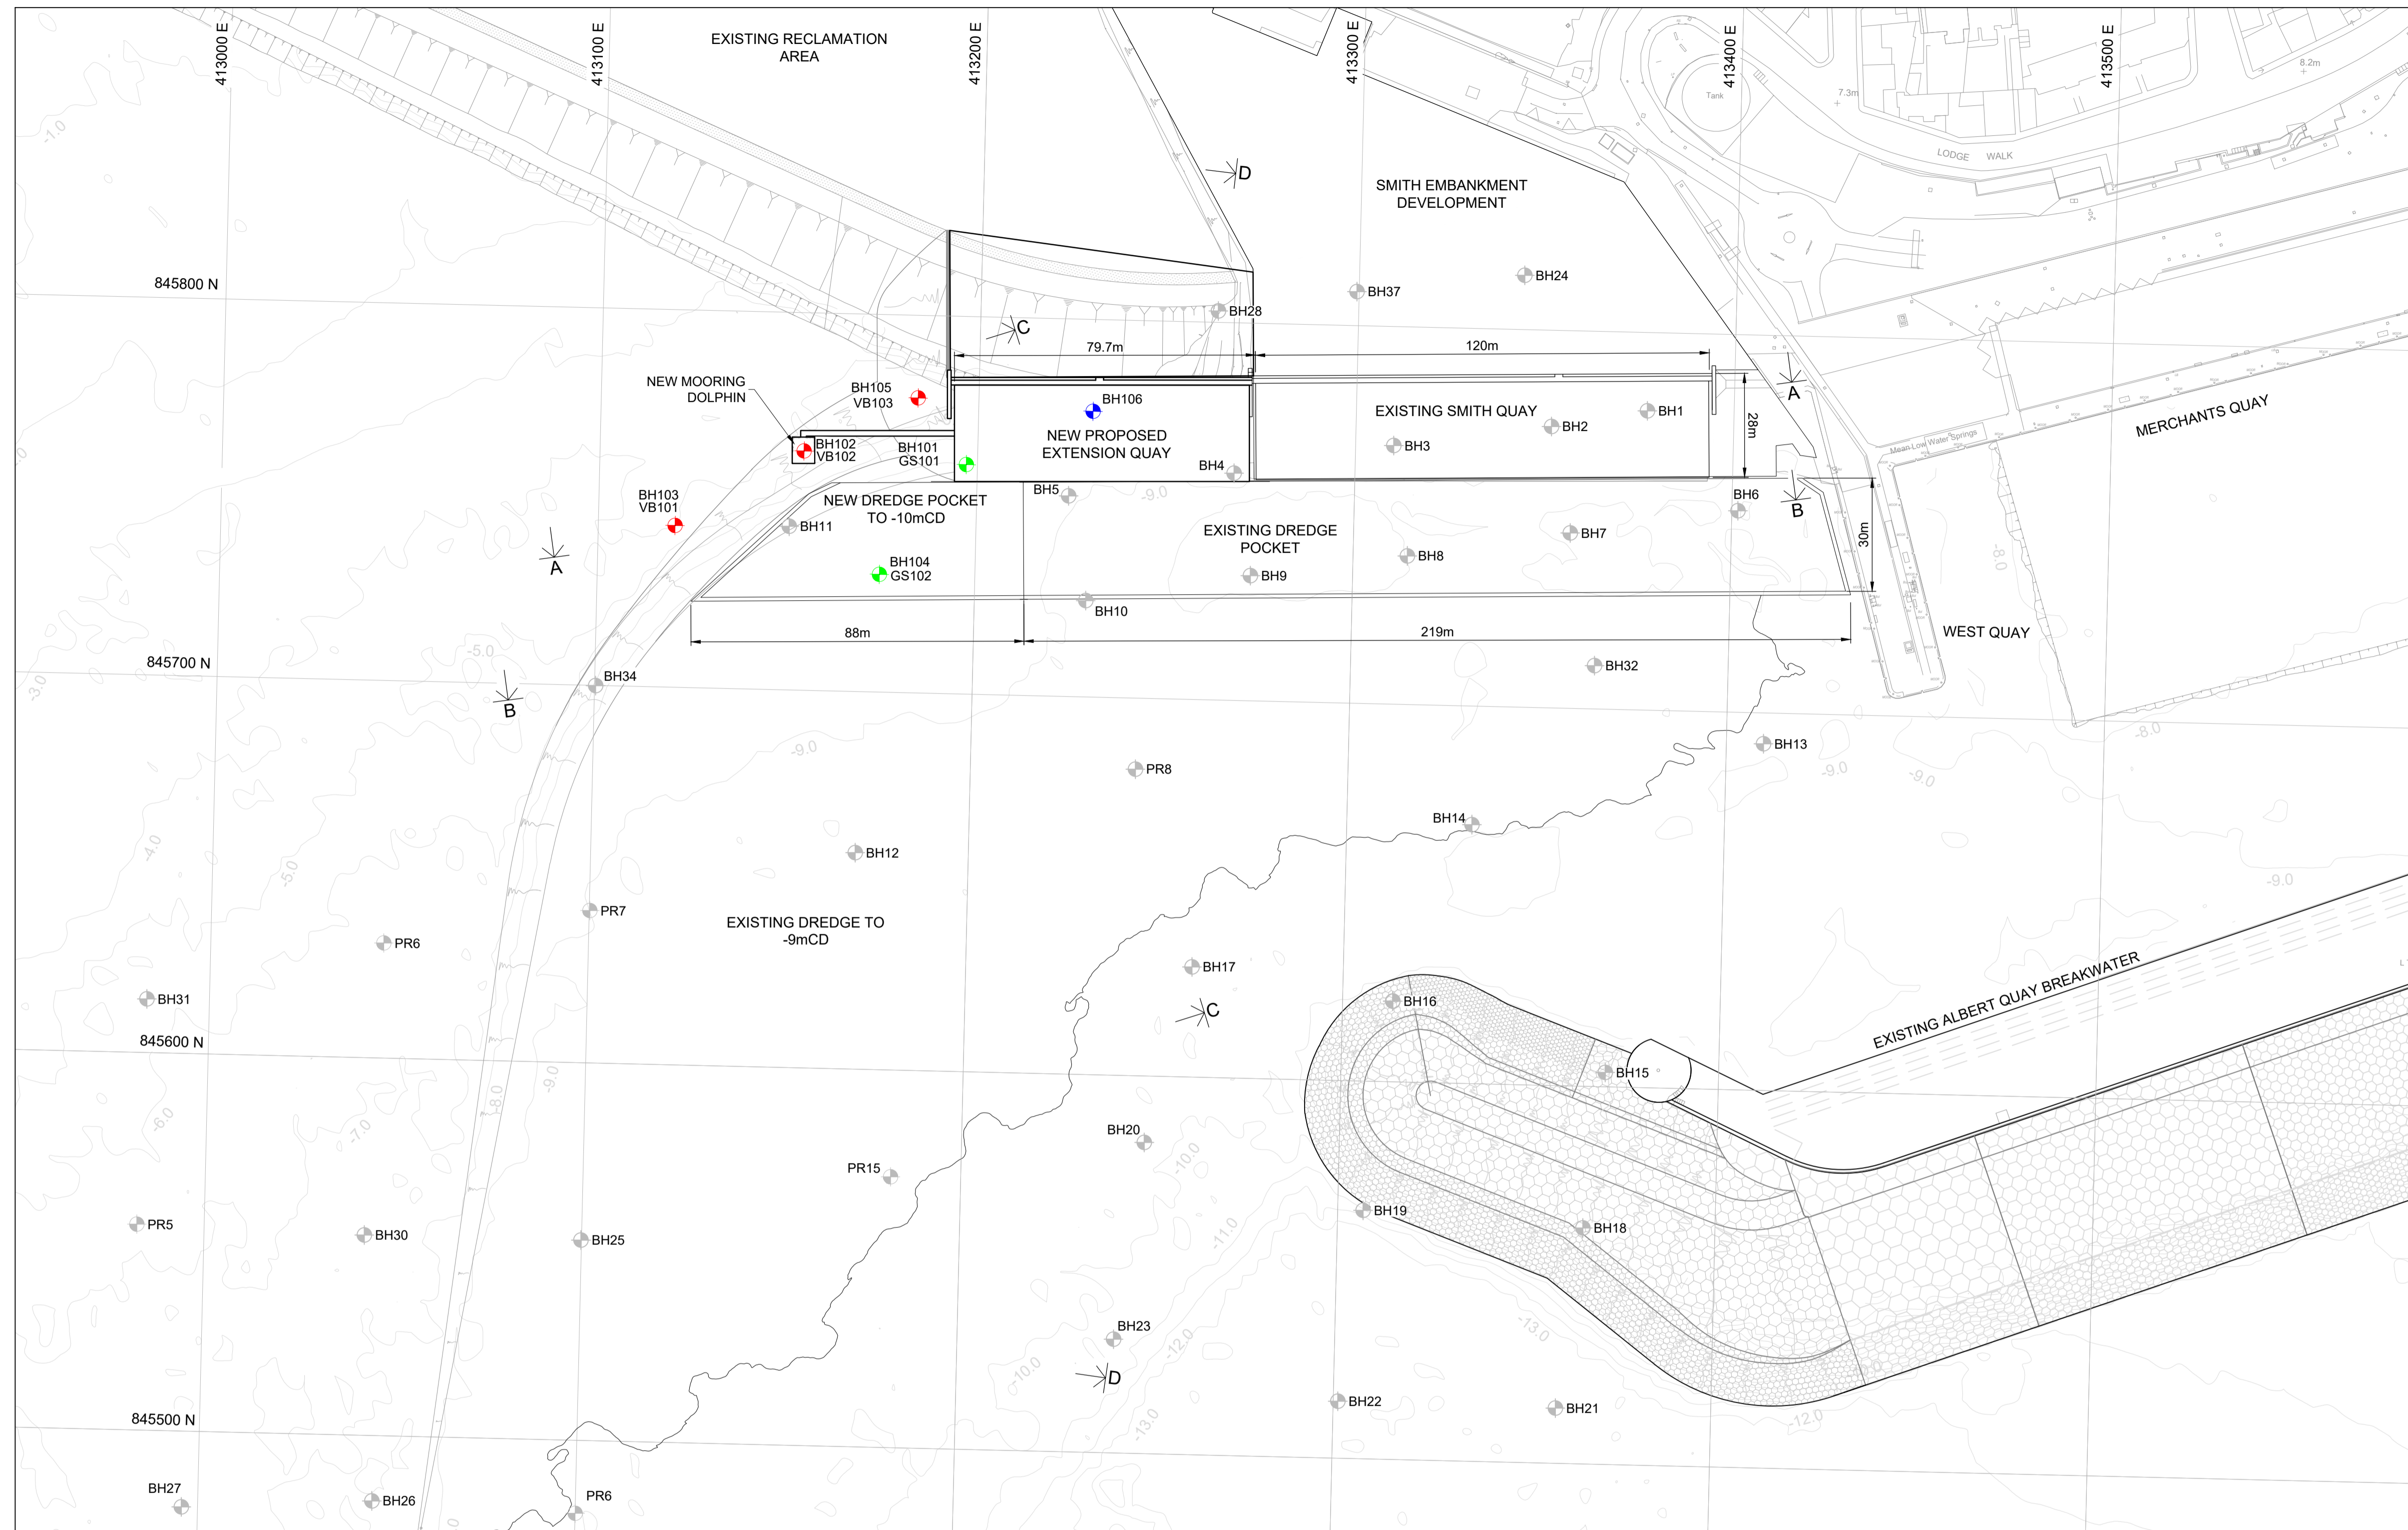 413000 E
413100 E
413200 E
413300 E
413400 E
413500 E
EXISTING RECLAMATION
AREA
8.2m
7.3m
Tank
-1.0
LODGE WALK
D
SMITH EMBANKMENT
DEVELOPMENT
845800 N
BH24
BH37
BH28
C
79.7m
120m
NEW MOORING
DOLPHIN
BH105
VB103
A
BH106
EXISTING SMITH QUAY
BH1
28m
MERCHANTS QUAY
BH2
NEW PROPOSED
EXTENSION QUAY
BH3
BH102
VB102
BH101
GS101
Mean Low Water Springs
BH4
BH5
-9.0
BH103
VB101
NEW DREDGE POCKET
TO -10mCD
BH6
B
BH11
EXISTING DREDGE
POCKET
BH7
30m
BH8
-8.0
A
BH104
GS102
BH9
BH10
88m
219m
WEST QUAY
-5.0
845700 N
BH32
BH34
-3.0
B
-9.0
BH13
-8.0
PR8
-9.0
-9.0
BH14
-4.0
BH12
-5.0
-9.0
PR7
EXISTING DREDGE TO
-9mCD
PR6
BH17
EXISTING ALBERT QUAY BREAKWATER
BH31
C
BH16
845600 N
BH15
-8.0
-9.0
-6.0
-7.0
BH20
-10.0
PR15
BH19
PR5
BH30
BH25
BH18
-11.0
BH23
-12.0
-13.0
-10.0
D
BH22
BH21
-12.0
845500 N
-13.0
BH27
BH26
PR6